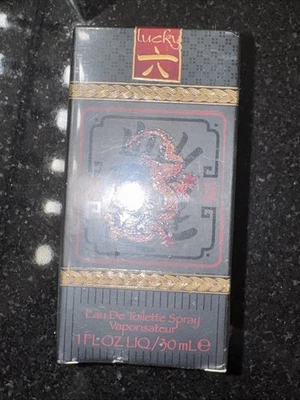 lucky
六
Eau De Toilette Spray
Vaporisateur
1 FL OZ LIQ/30 mL e